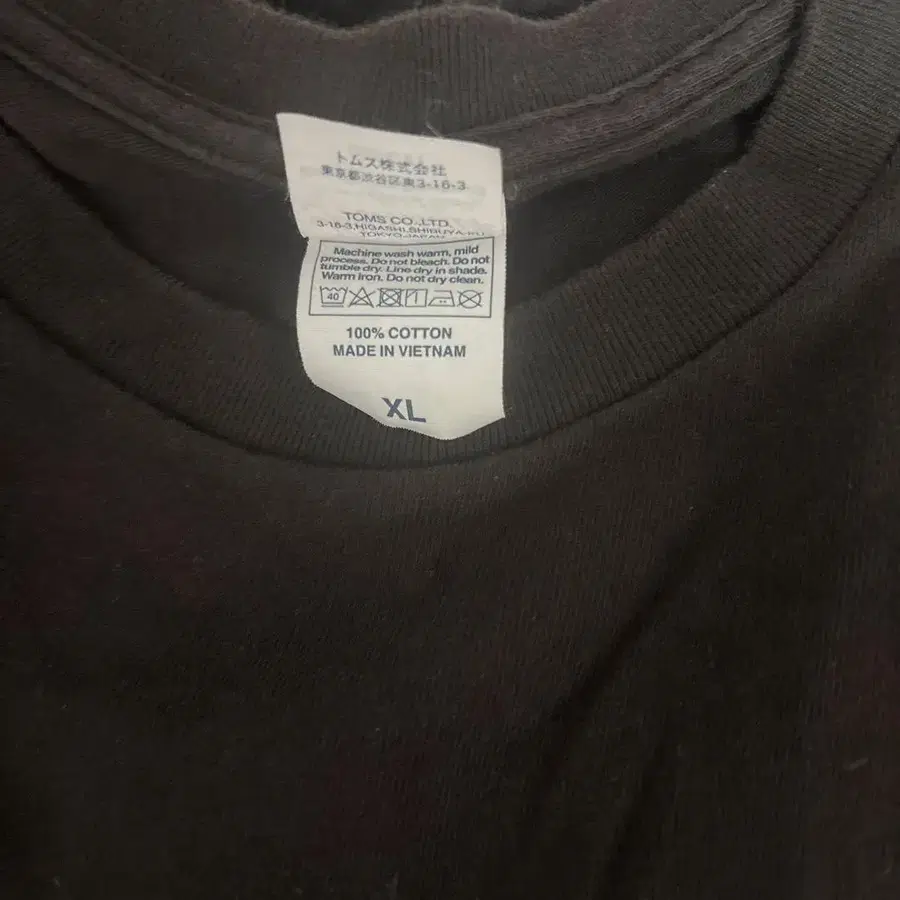 トムス株式会社
東京都渋谷区東3-16-3
TOMS CO.,LTD.
3-16-3,HIGASHI,SHIBUYA-KU
TOKYO,JAPAN
Machine wash warm, mild
process. Do not bleach. Do not
tumble dry. Line dry in shade.
Warm iron. Do not dry clean.
40
100% COTTON
MADE IN VIETNAM
XL